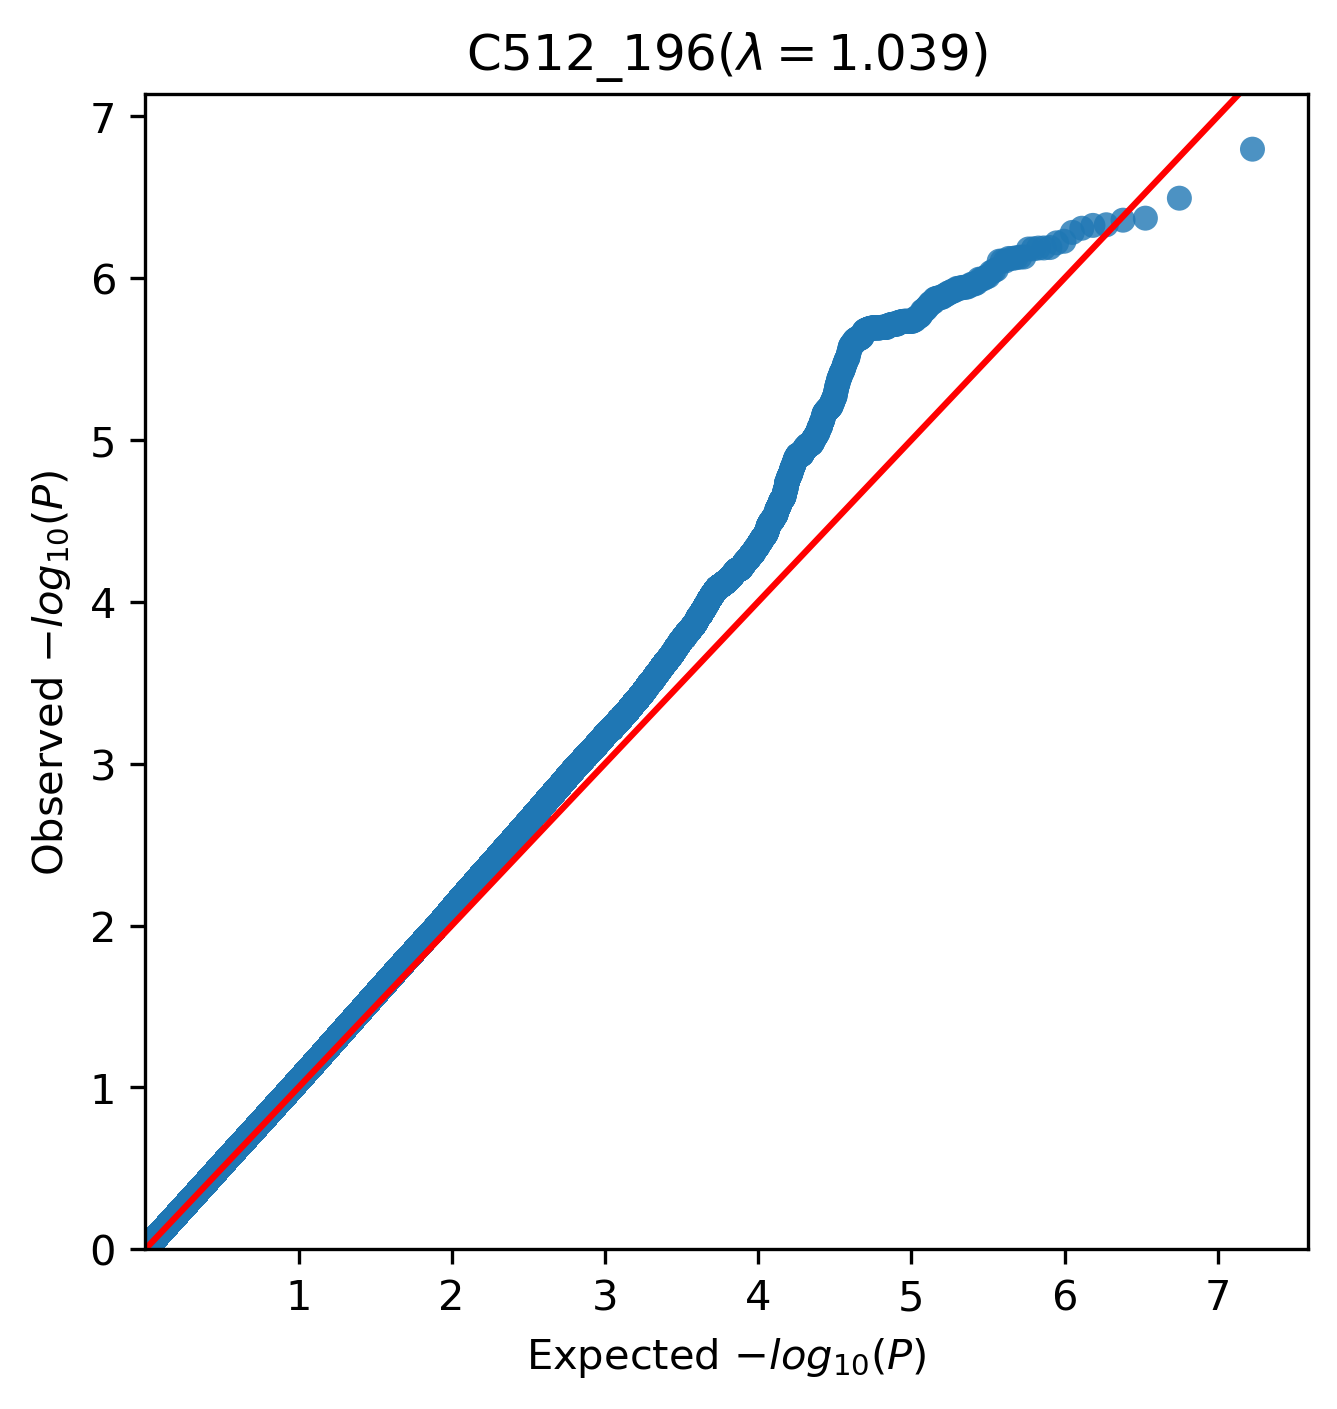 C512_196(λ = 1.039)
7
6
5
4
3
2
1
0
Observed −log10(P)
1 2 3 4 5 6 7
Expected −log10(P)